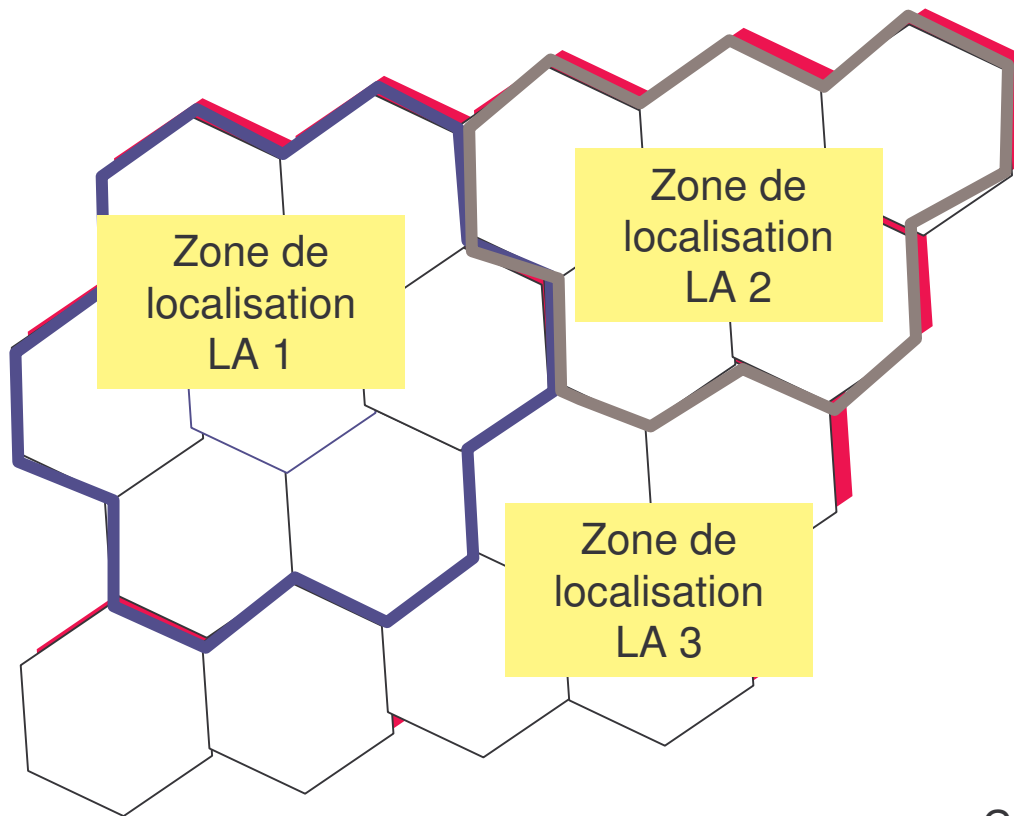 Zone de
localisation
LA 1
Zone de
localisation
LA 2
Zone de
localisation
LA 3